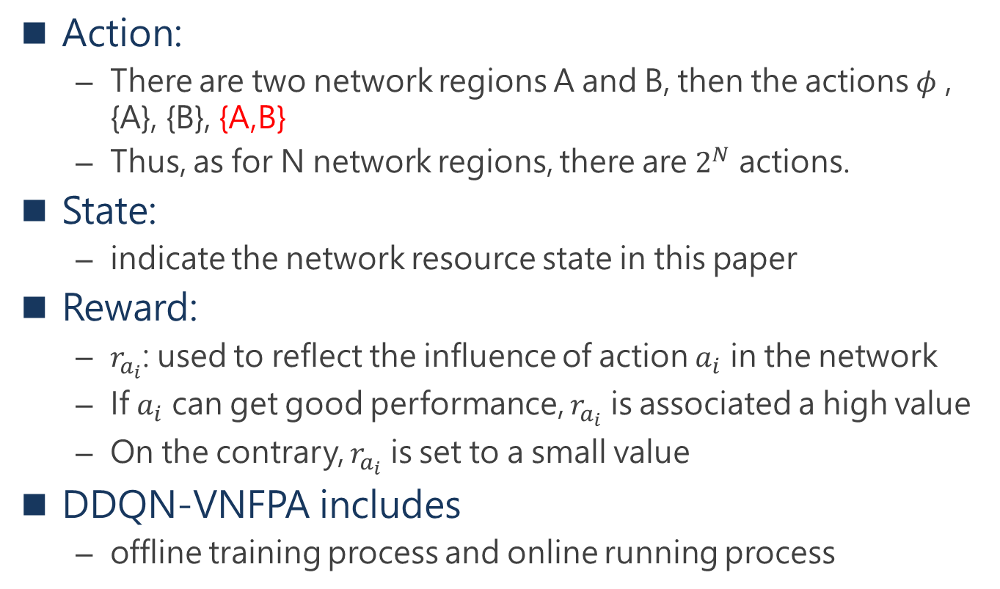 ■ Action:
– There are two network regions A and B, then the actions ϕ ,
{A}, {B}, {A,B}
– Thus, as for N network regions, there are 2^N actions.
■ State:
– indicate the network resource state in this paper
■ Reward:
– r_{a_i}: used to reflect the influence of action a_i in the network
– If a_i can get good performance, r_{a_i} is associated a high value
– On the contrary, r_{a_i} is set to a small value
■ DDQN-VNFPA includes
– offline training process and online running process